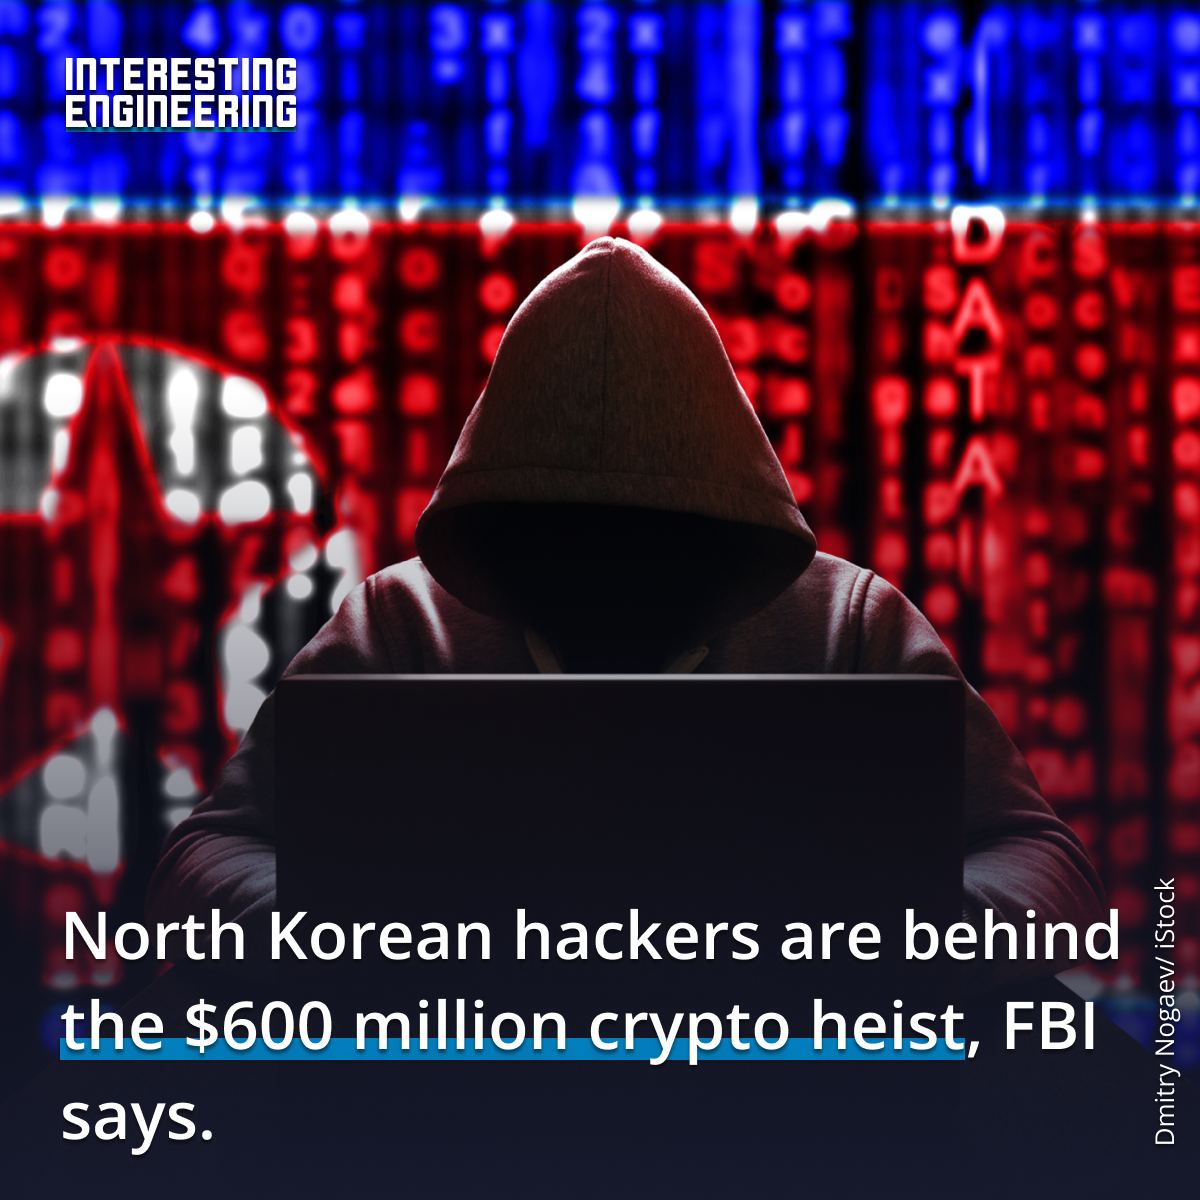 INTERESTING
ENGINEERING
DATA
North Korean hackers are behind
the $600 million crypto heist, FBI
says.
Dmitry Nogaev/ iStock